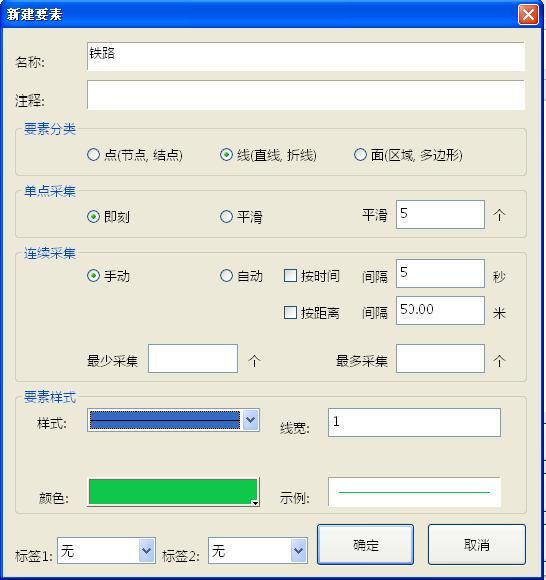 新建要素
名称: 铁路
注释:
要素分类
点(节点, 结点) 线(直线, 折线) 面(区域, 多边形)
单点采集
即刻 平滑 平滑 5 个
连续采集
手动 自动 按时间 间隔 5 秒
按距离 间隔 50.00 米
最少采集 个 最多采集 个
要素样式
样式: 线宽: 1
颜色: 示例:
标签1: 无 标签2: 无 确定 取消